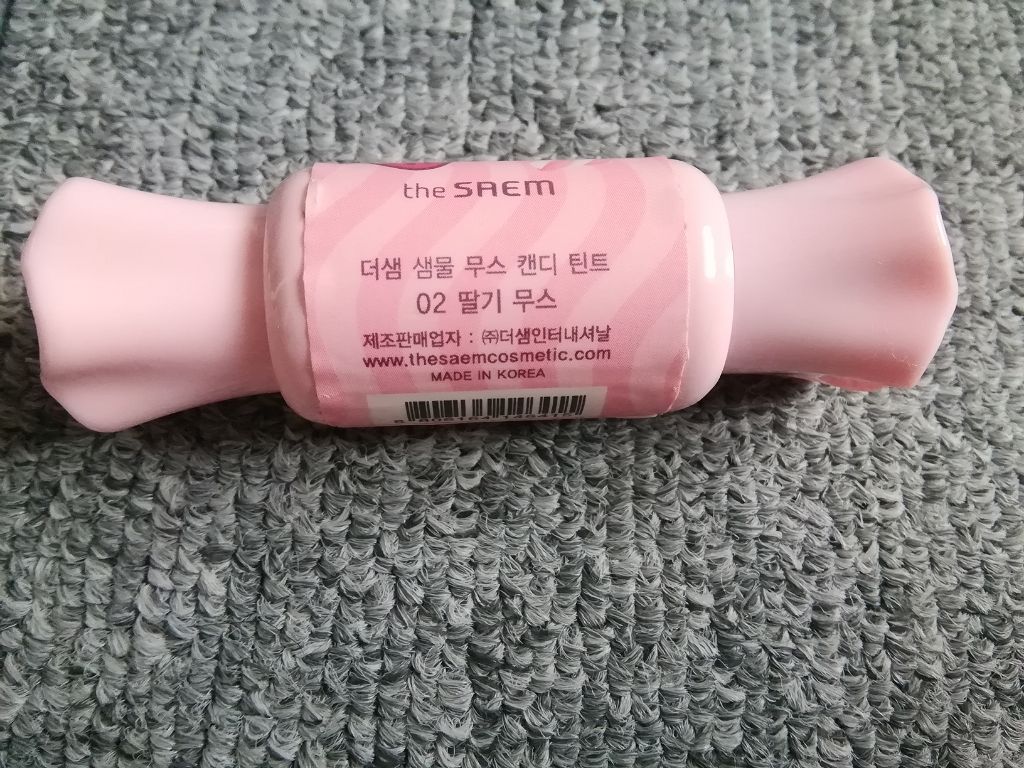 the SAEM
더샘 샘물 무스 캔디 틴트
02 딸기 무스
제조판매업자 : ㈜더샘인터내셔날
www.thesaemcosmetic.com
MADE IN KOREA